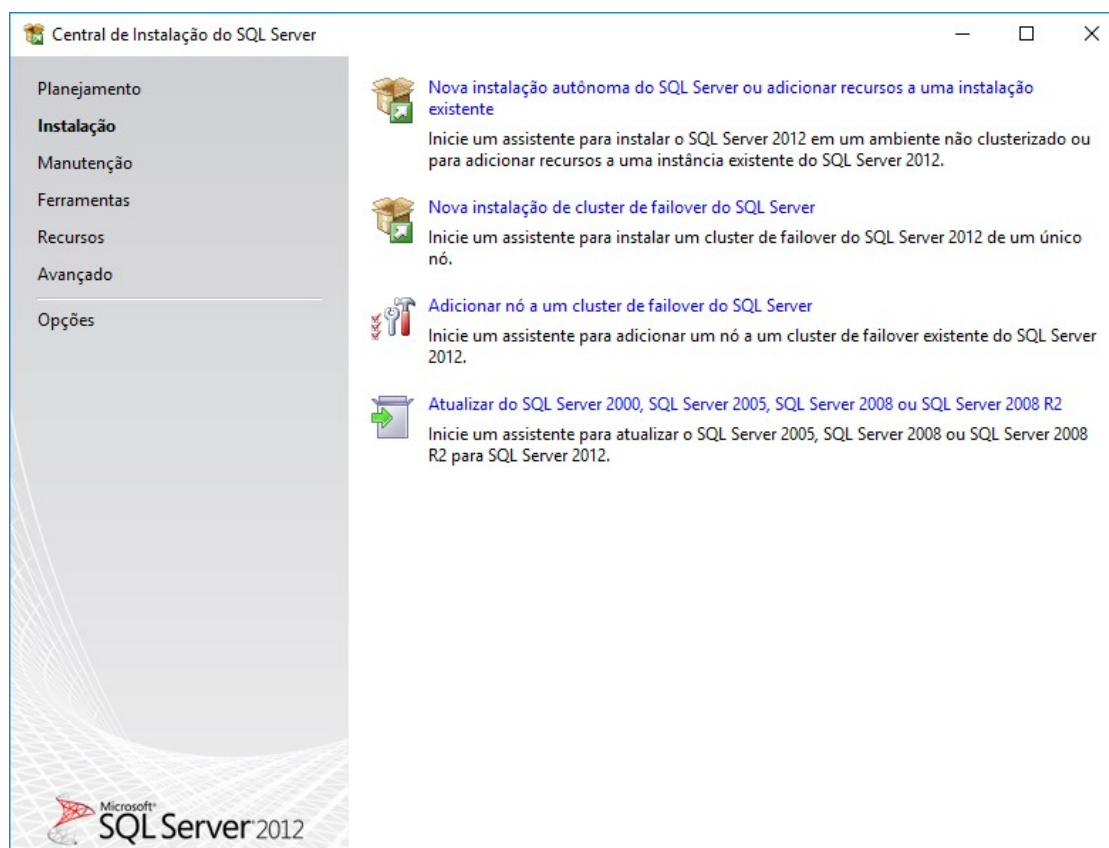 Central de Instalação do SQL Server
Planejamento
Instalação
Manutenção
Ferramentas
Recursos
Avançado
Opções
Nova instalação autônoma do SQL Server ou adicionar recursos a uma instalação
existente
Inicie um assistente para instalar o SQL Server 2012 em um ambiente não clusterizado ou
para adicionar recursos a uma instância existente do SQL Server 2012.
Nova instalação de cluster de failover do SQL Server
Inicie um assistente para instalar um cluster de failover do SQL Server 2012 de um único
nó.
Adicionar nó a um cluster de failover do SQL Server
Inicie um assistente para adicionar um nó a um cluster de failover existente do SQL Server
2012.
Atualizar do SQL Server 2000, SQL Server 2005, SQL Server 2008 ou SQL Server 2008 R2
Inicie um assistente para atualizar o SQL Server 2005, SQL Server 2008 ou SQL Server 2008
R2 para SQL Server 2012.
Microsoft®
SQL Server 2012